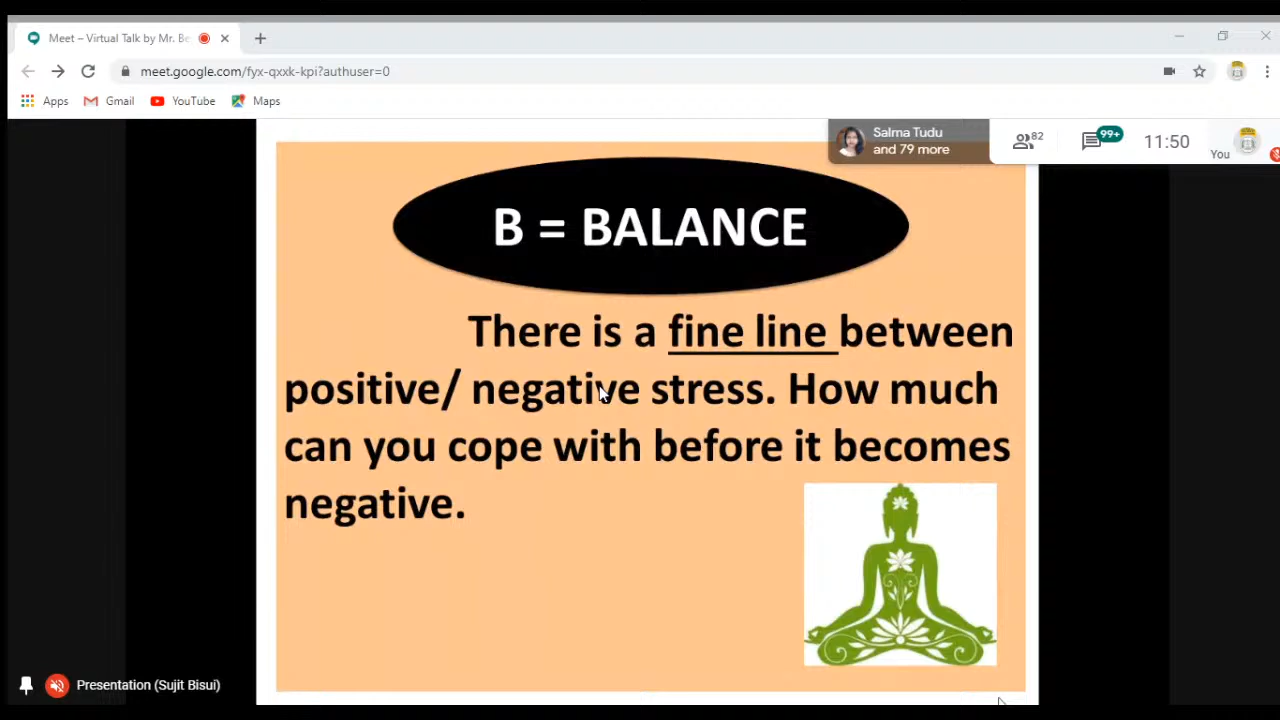 Meet – Virtual Talk by Mr. Be
meet.google.com/fyx-qxxk-kpi?authuser=0
Apps Gmail YouTube Maps
Salma Tudu
and 79 more
82
99+
11:50
You
B = BALANCE
There is a fine line between
positive/ negative stress. How much
can you cope with before it becomes
negative.
Presentation (Sujit Bisui)